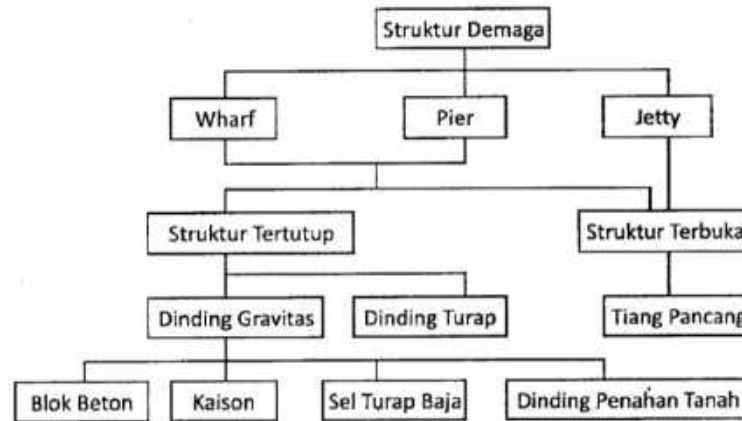 Struktur Demaga
Wharf
Pier
Jetty
Struktur Tertutup
Struktur Terbuka
Dinding Gravitas
Dinding Turap
Tiang Pancang
Blok Beton
Kaison
Sel Turap Baja
Dinding Penahan Tanah